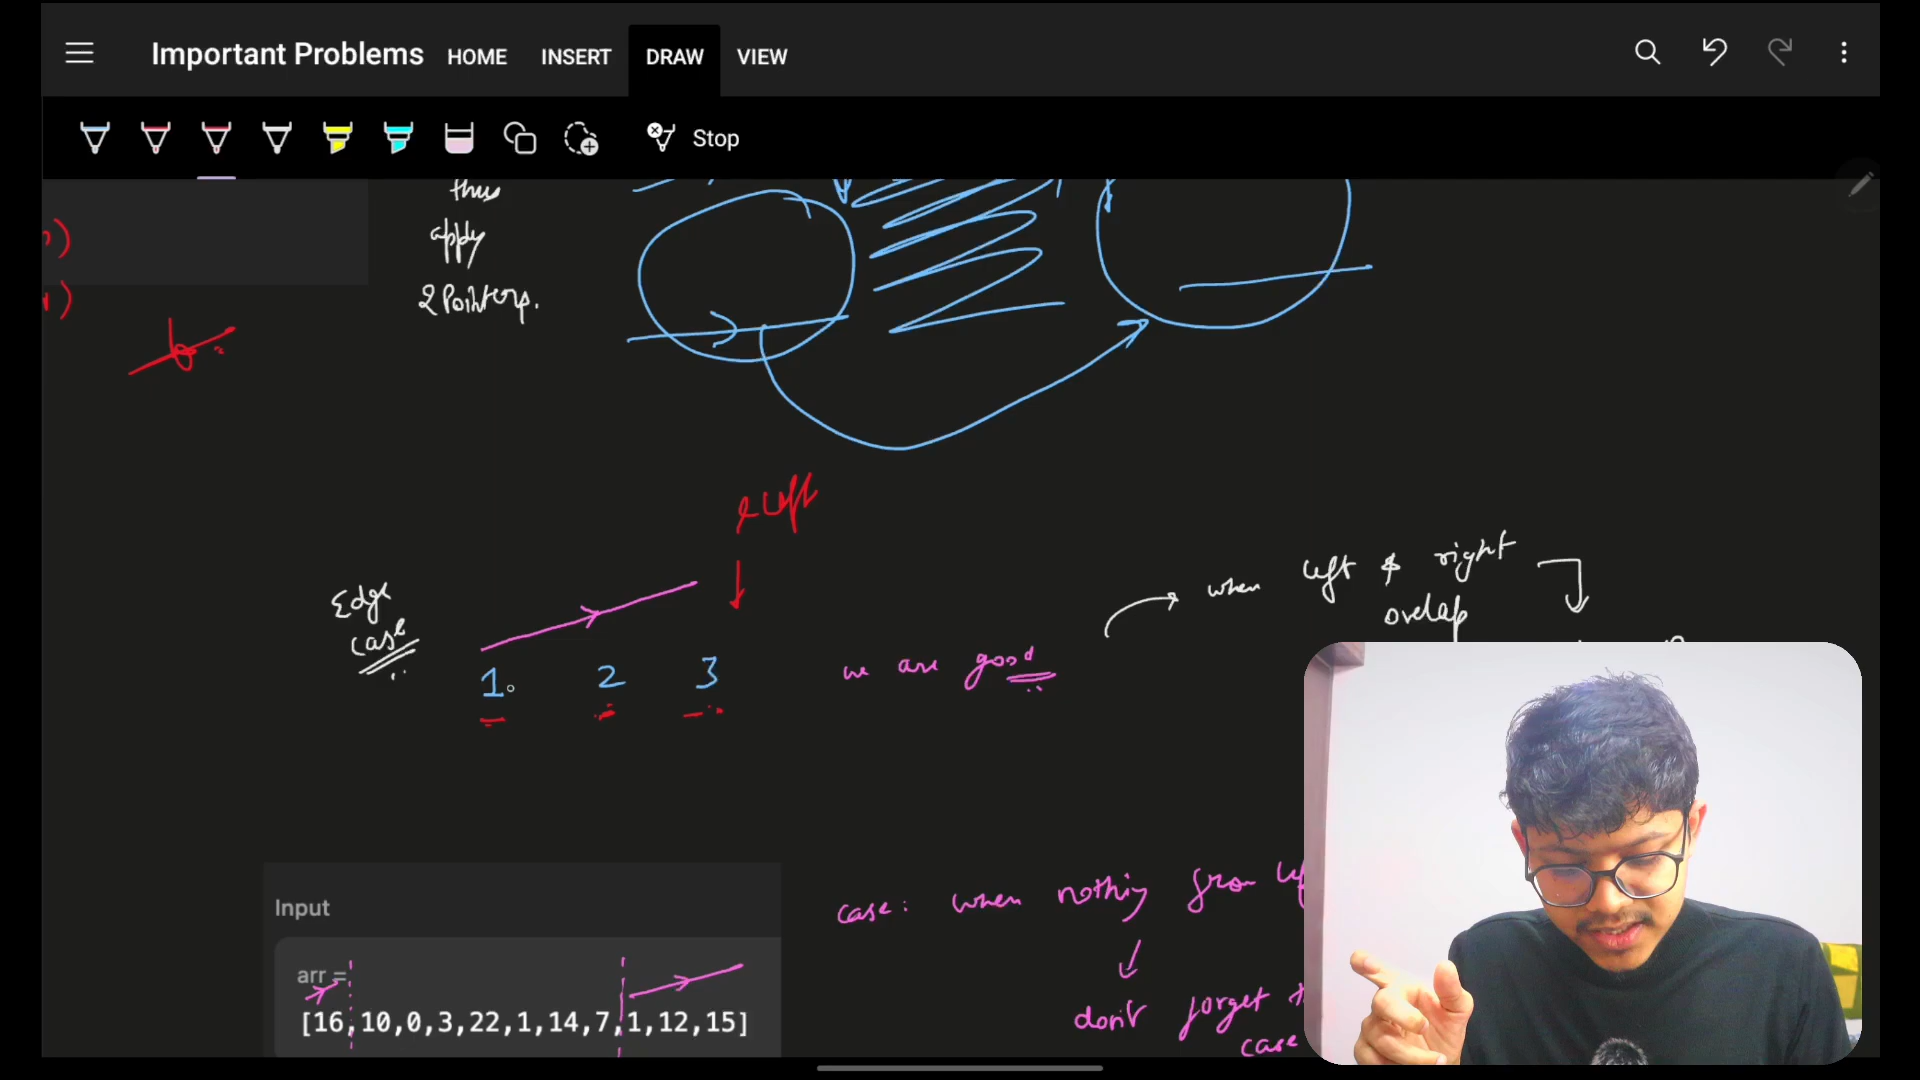 Important Problems HOME INSERT DRAW VIEW
Stop
thus
apply
2 Pointers.
left
Edge
case
1 2 3
we are good
when left & right
overlap
Input
arr =
[16,10,0,3,22,1,14,7,1,12,15]
case: when nothing from
don't forget
case